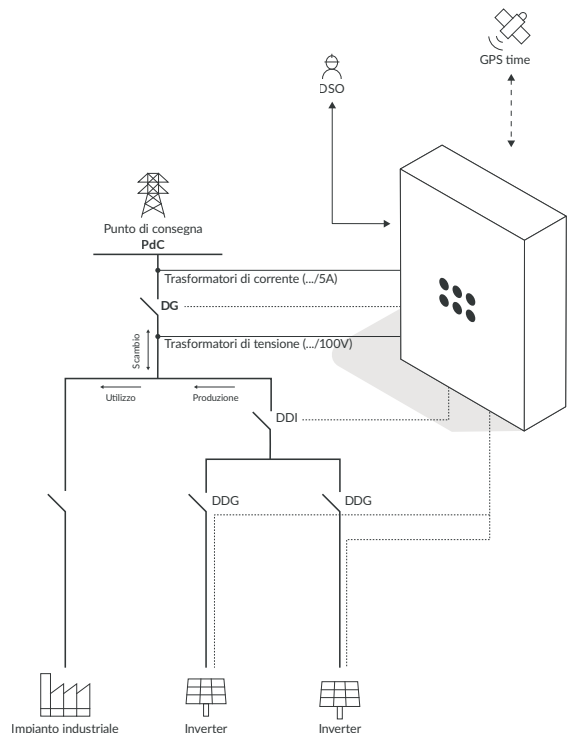 GPS time
DSO
Punto di consegna
PdC
Trasformatori di corrente (.../5A)
DG
Scambio
Trasformatori di tensione (.../100V)
Utilizzo
Produzione
DDI
DDG
DDG
Impianto industriale
Inverter
Inverter